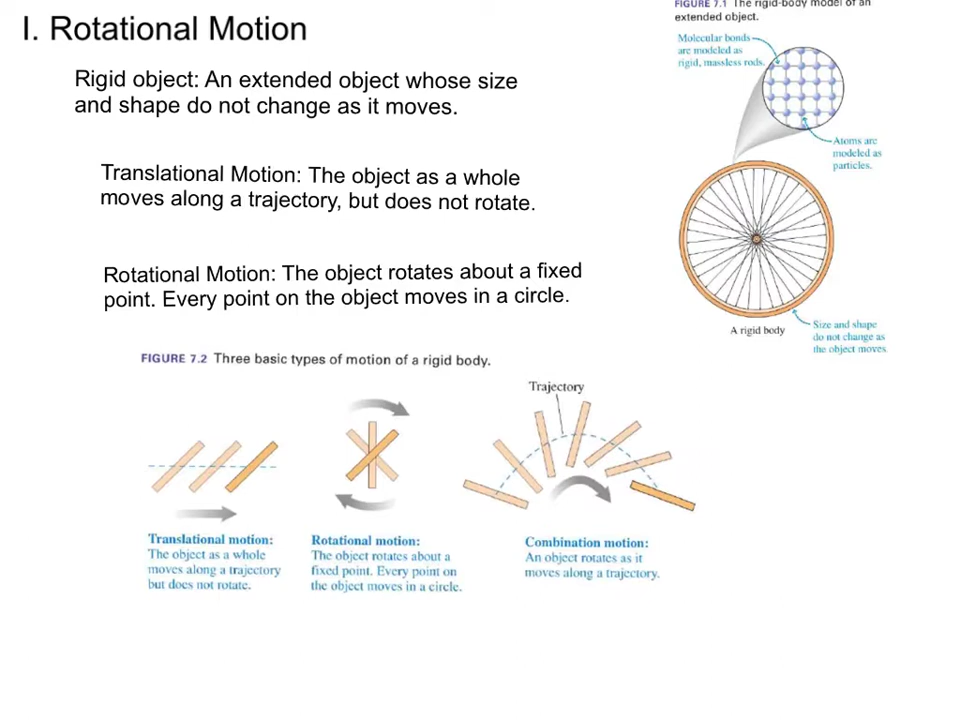 I. Rotational Motion
Rigid object: An extended object whose size
and shape do not change as it moves.
Translational Motion: The object as a whole
moves along a trajectory, but does not rotate.
Rotational Motion: The object rotates about a fixed
point. Every point on the object moves in a circle.
FIGURE 7.1 The rigid-body model of an
extended object.
Molecular bonds
are modeled as
rigid, massless rods.
Atoms are
modeled as
particles.
A rigid body
Size and shape
do not change as
the object moves.
FIGURE 7.2 Three basic types of motion of a rigid body.
Trajectory
Translational motion:
The object as a whole
moves along a trajectory
but does not rotate.
Rotational motion:
The object rotates about a
fixed point. Every point on
the object moves in a circle.
Combination motion:
An object rotates as it
moves along a trajectory.